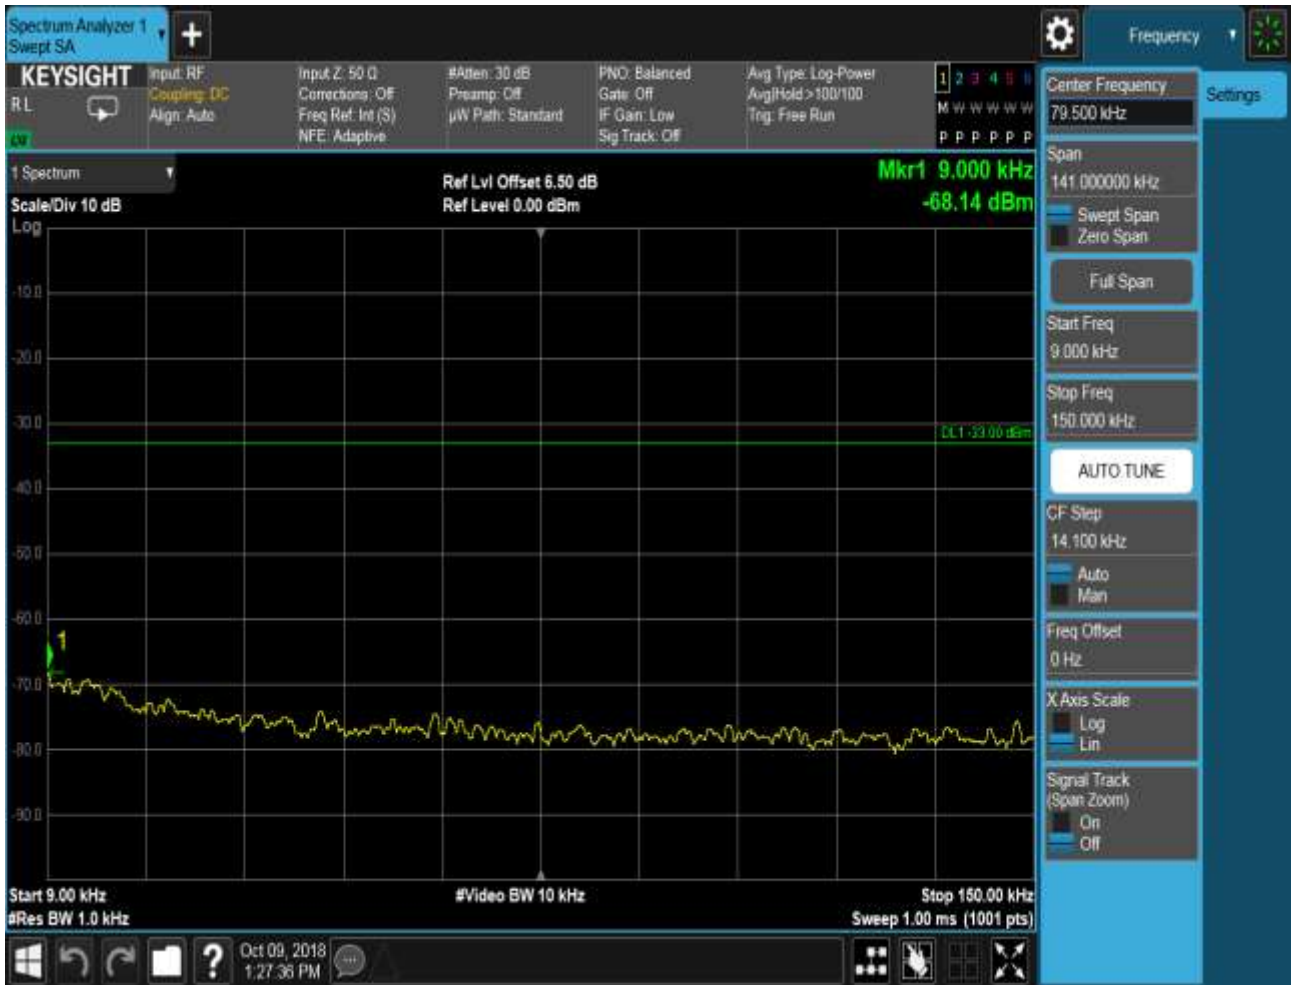 Spectrum Analyzer 1
Swept SA
Frequency
KEYSIGHT
R L
Input: RF
Coupling: DC
Align: Auto
Input Z: 50 Ω
Corrections: Off
Freq Ref: Int (S)
NFE: Adaptive
#Atten: 30 dB
Preamp: Off
µW Path: Standard
PNO: Balanced
Gate: Off
IF Gain: Low
Sig Track: Off
Avg Type: Log-Power
Avg|Hold:>100/100
Trig: Free Run
1 2 3 4 5 6
M W W W W W
P P P P P P
1 Spectrum
Scale/Div 10 dB
Log
Ref Lvl Offset 6.50 dB
Ref Level 0.00 dBm
Mkr1 9.000 kHz
-68.14 dBm
-10.0
-20.0
-30.0
DL1 -33.00 dBm
-40.0
-50.0
-60.0
1
-70.0
-80.0
-90.0
Start 9.00 kHz
#Res BW 1.0 kHz
#Video BW 10 kHz
Stop 150.00 kHz
Sweep 1.00 ms (1001 pts)
Center Frequency
79.500 kHz
Settings
Span
141.000000 kHz
Swept Span
Zero Span
Full Span
Start Freq
9.000 kHz
Stop Freq
150.000 kHz
AUTO TUNE
CF Step
14.100 kHz
Auto
Man
Freq Offset
0 Hz
X Axis Scale
Log
Lin
Signal Track
(Span Zoom)
On
Off
?
Oct 09, 2018
1:27:36 PM